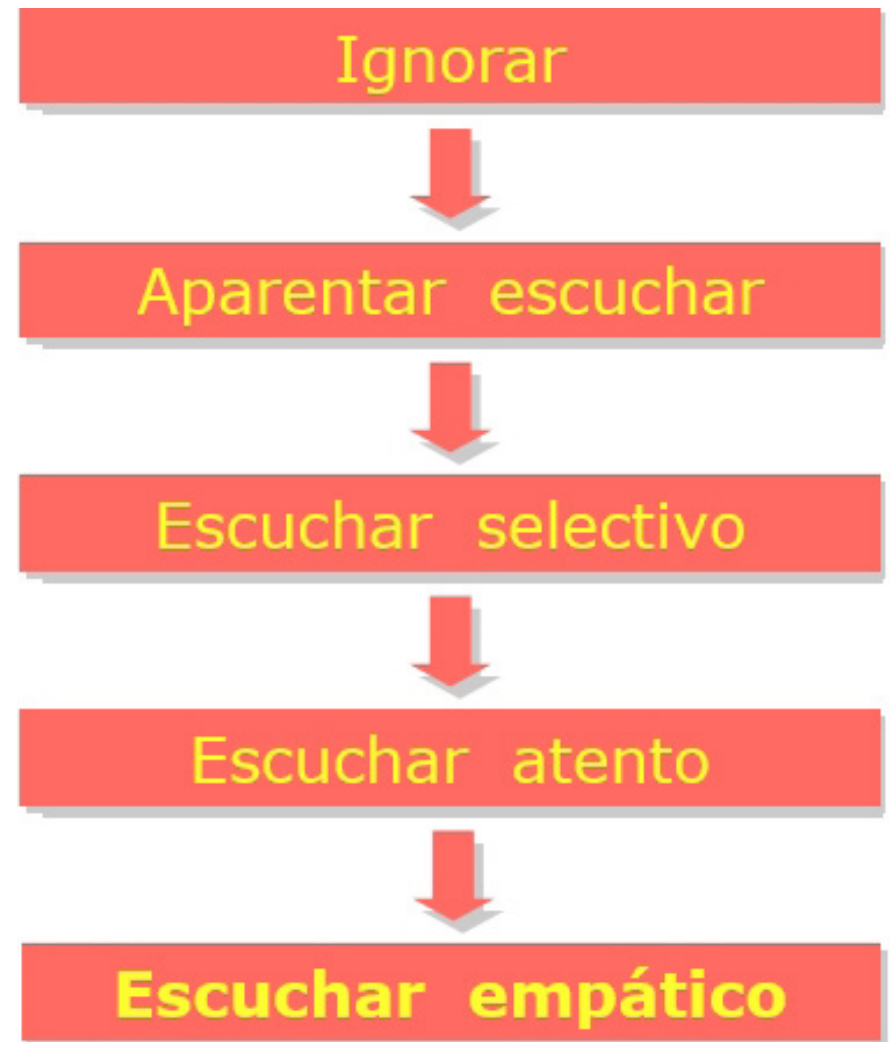 Ignorar
Aparentar escuchar
Escuchar selectivo
Escuchar atento
Escuchar empático